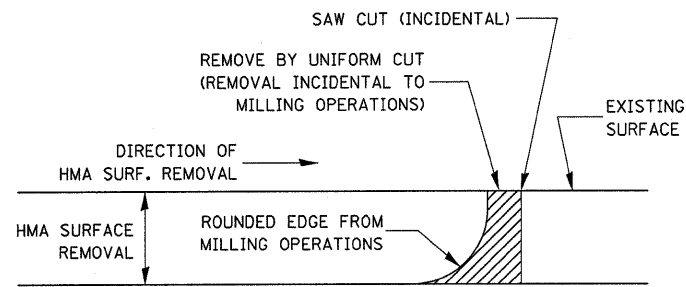 SAW CUT (INCIDENTAL)
REMOVE BY UNIFORM CUT
(REMOVAL INCIDENTAL TO
MILLING OPERATIONS)
EXISTING
SURFACE
DIRECTION OF
HMA SURF. REMOVAL
HMA SURFACE
REMOVAL
ROUNDED EDGE FROM
MILLING OPERATIONS